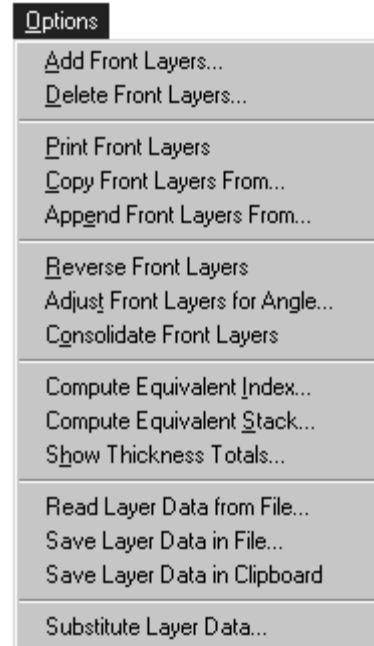 Options
Add Front Layers...
Delete Front Layers...
Print Front Layers
Copy Front Layers From...
Append Front Layers From...
Reverse Front Layers
Adjust Front Layers for Angle...
Consolidate Front Layers
Compute Equivalent Index...
Compute Equivalent Stack...
Show Thickness Totals...
Read Layer Data from File...
Save Layer Data in File...
Save Layer Data in Clipboard
Substitute Layer Data...